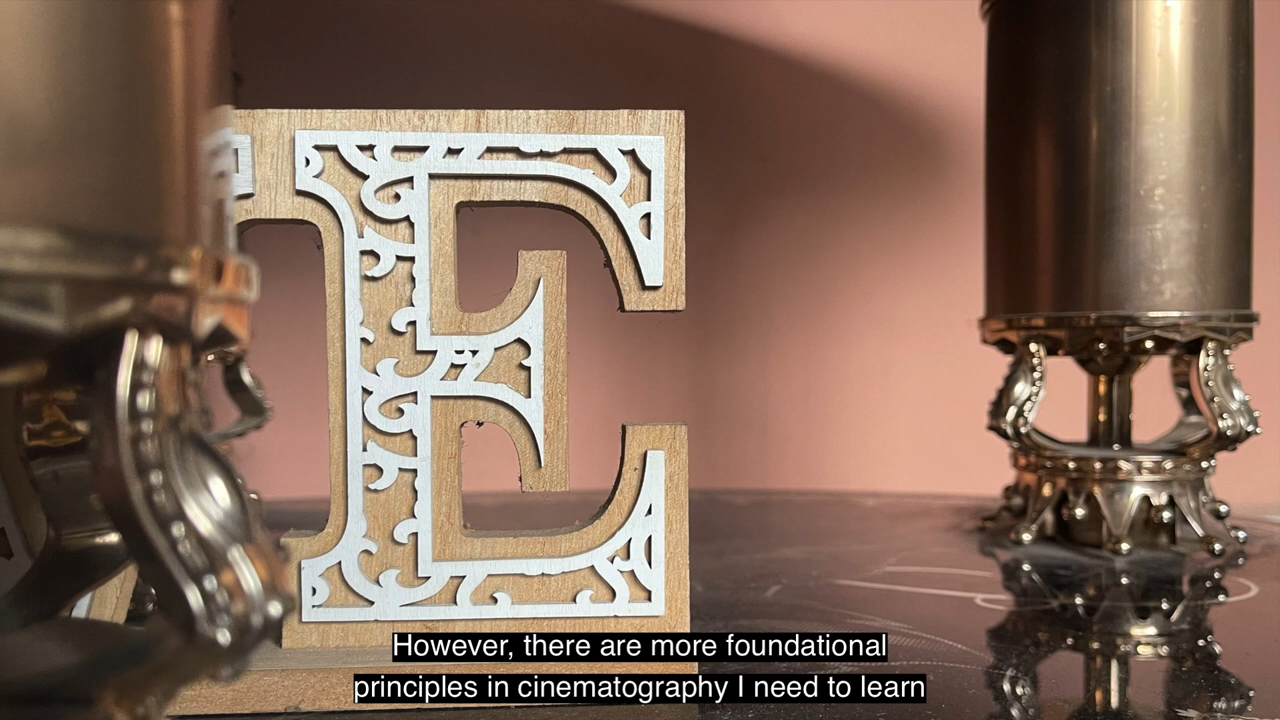 E
However, there are more foundational
principles in cinematography I need to learn